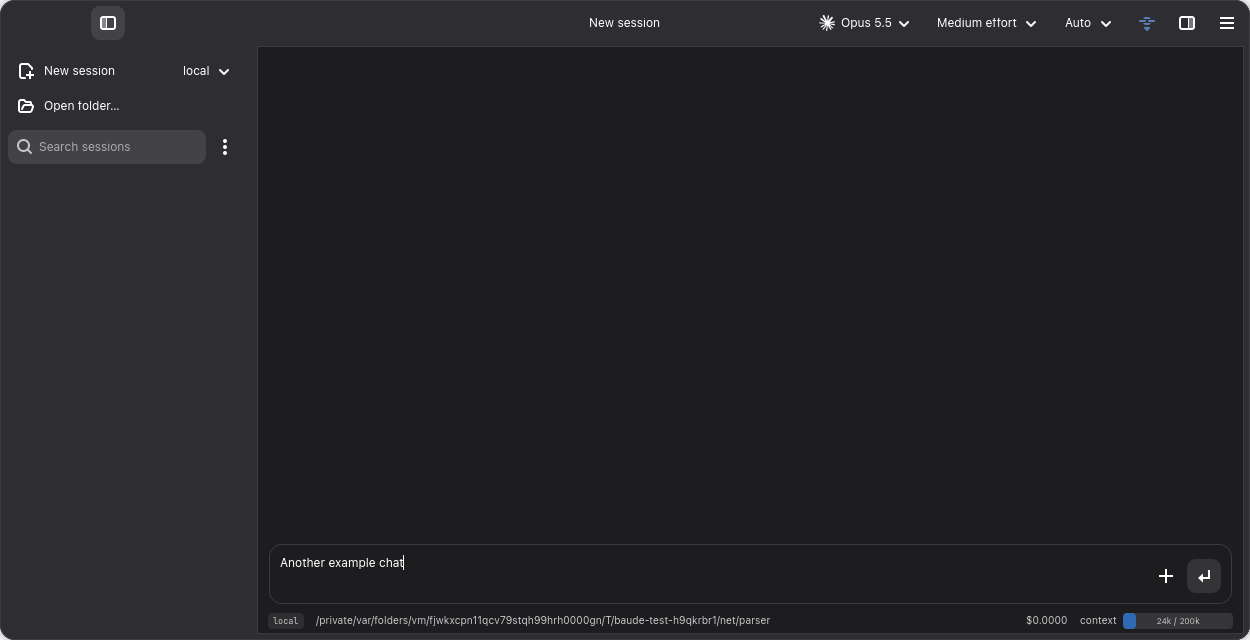 New session
Opus 5.5
Medium effort
Auto
New session
local
Open folder...
Search sessions
Another example chat
local
/private/var/folders/vm/fjwkxcpn11qcv79stqh99hrh0000gn/T/baude-test-h9qkrbr1/net/parser
$0.0000
context
24k / 200k